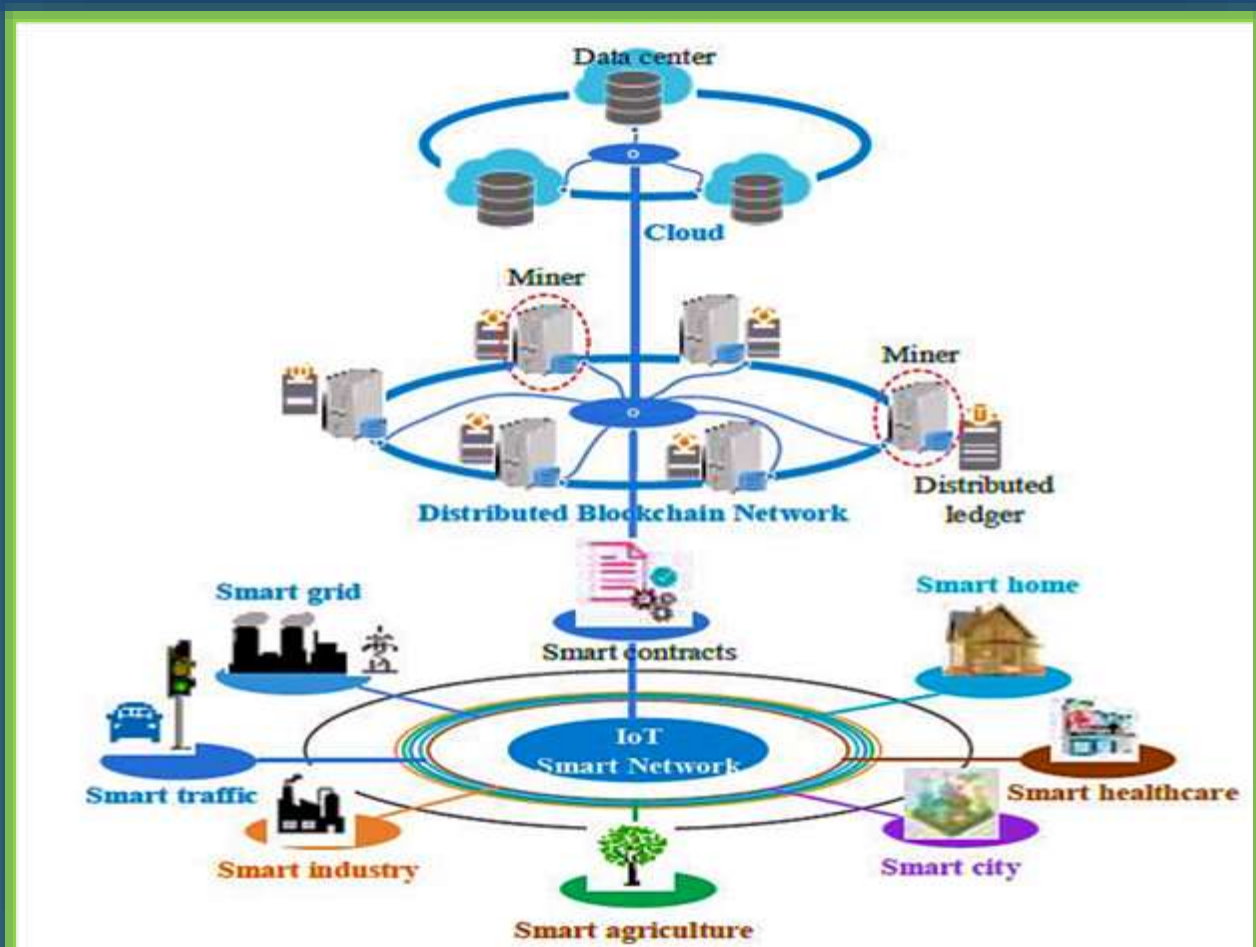 Data center
Cloud
Miner
Miner
Distributed
ledger
Distributed Blockchain Network
Smart grid
Smart home
Smart contracts
IoT
Smart Network
Smart traffic
Smart healthcare
Smart industry
Smart city
Smart agriculture